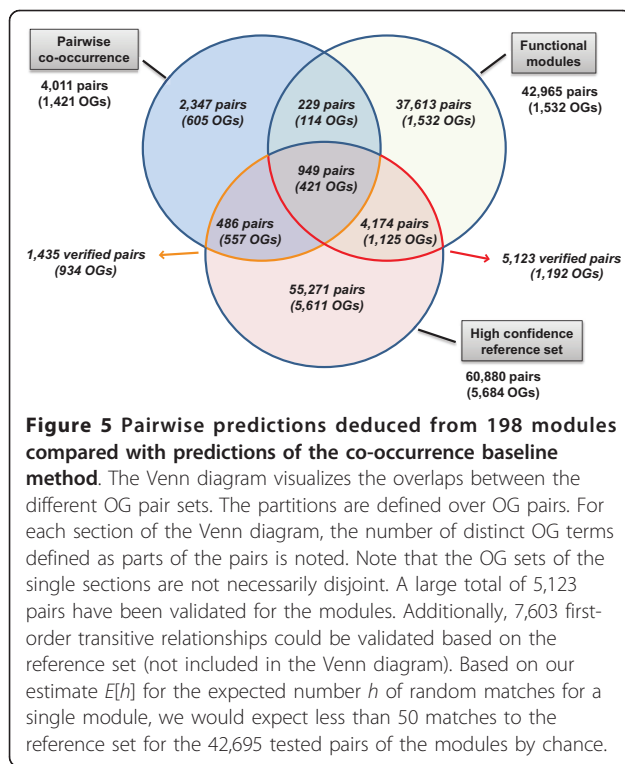 Pairwise
co-occurrence
4,011 pairs
(1,421 OGs)
Functional
modules
42,965 pairs
(1,532 OGs)
2,347 pairs
(605 OGs)
229 pairs
(114 OGs)
37,613 pairs
(1,532 OGs)
949 pairs
(421 OGs)
486 pairs
(557 OGs)
4,174 pairs
(1,125 OGs)
1,435 verified pairs
(934 OGs)
5,123 verified pairs
(1,192 OGs)
55,271 pairs
(5,611 OGs)
High confidence
reference set
60,880 pairs
(5,684 OGs)
Figure 5 Pairwise predictions deduced from 198 modules
compared with predictions of the co-occurrence baseline
method. The Venn diagram visualizes the overlaps between the
different OG pair sets. The partitions are defined over OG pairs. For
each section of the Venn diagram, the number of distinct OG terms
defined as parts of the pairs is noted. Note that the OG sets of the
single sections are not necessarily disjoint. A large total of 5,123
pairs have been validated for the modules. Additionally, 7,603 first-
order transitive relationships could be validated based on the
reference set (not included in the Venn diagram). Based on our
estimate E[h] for the expected number h of random matches for a
single module, we would expect less than 50 matches to the
reference set for the 42,695 tested pairs of the modules by chance.